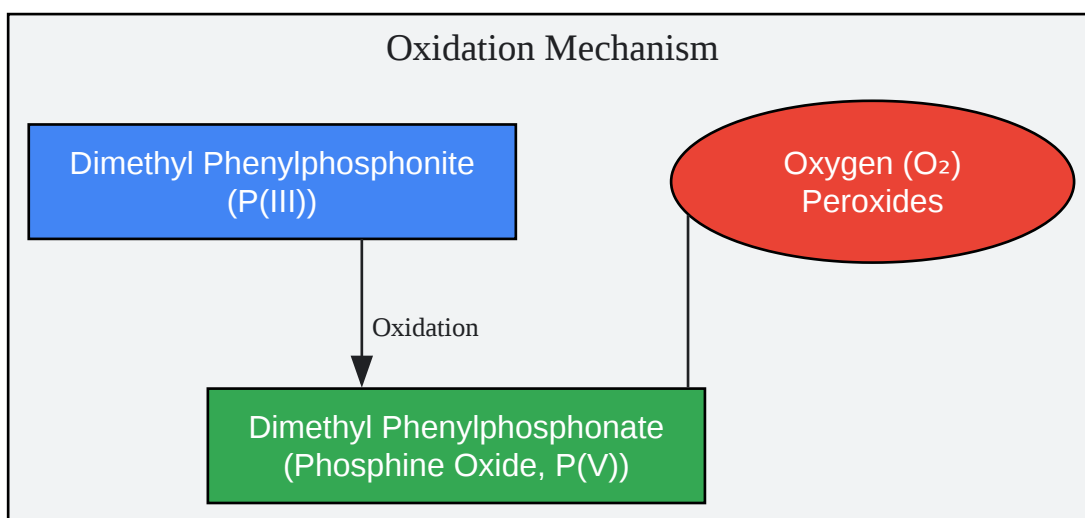 Oxidation Mechanism
Dimethyl Phenylphosphonite
(P(III))
Oxygen (O₂)
Peroxides
Oxidation
Dimethyl Phenylphosphonate
(Phosphine Oxide, P(V))